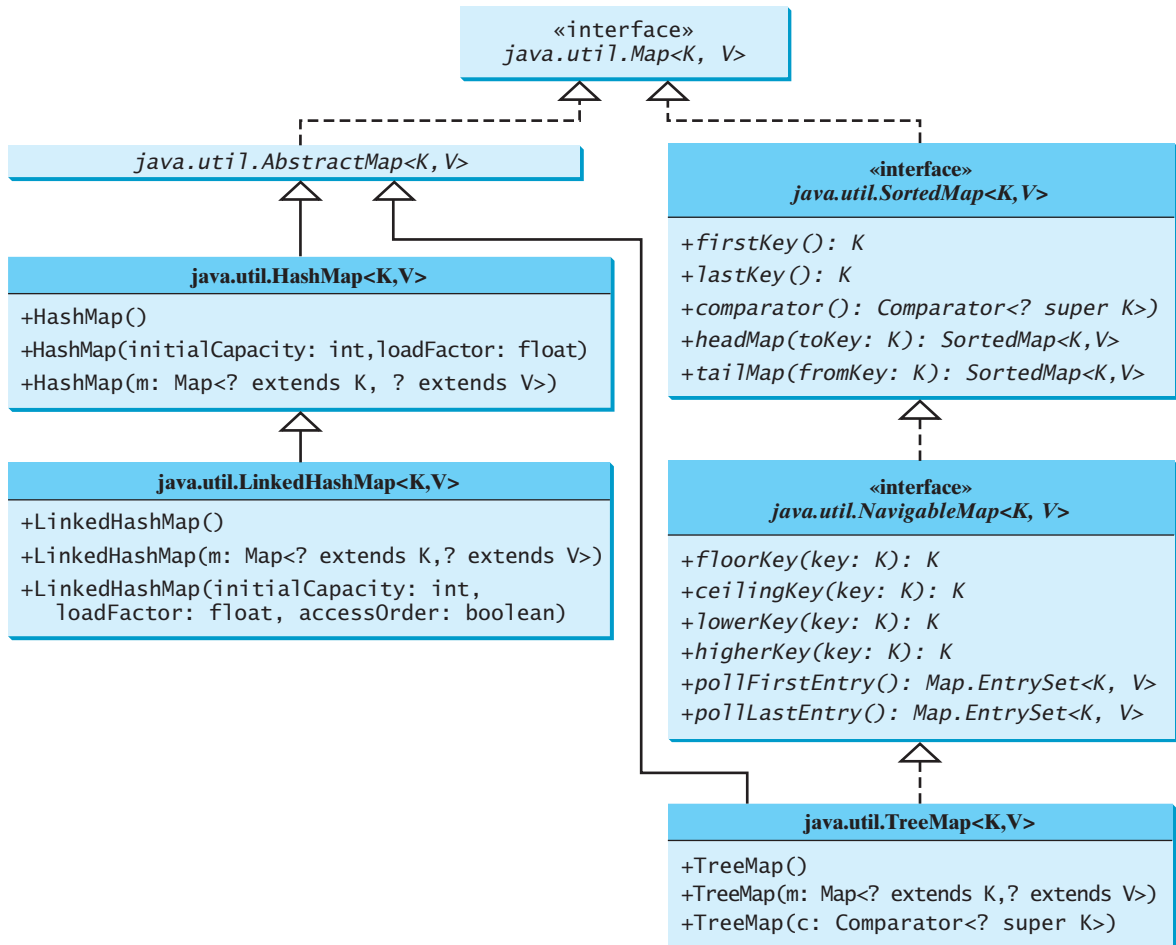 «interface»
java.util.Map<K, V>
java.util.AbstractMap<K,V>
«interface»
java.util.SortedMap<K,V>
+firstKey(): K
+lastKey(): K
+comparator(): Comparator<? super K>)
+headMap(toKey: K): SortedMap<K,V>
+tailMap(fromKey: K): SortedMap<K,V>
java.util.HashMap<K,V>
+HashMap()
+HashMap(initialCapacity: int,loadFactor: float)
+HashMap(m: Map<? extends K, ? extends V>)
java.util.LinkedHashMap<K,V>
+LinkedHashMap()
+LinkedHashMap(m: Map<? extends K,? extends V>)
+LinkedHashMap(initialCapacity: int,
loadFactor: float, accessOrder: boolean)
«interface»
java.util.NavigableMap<K, V>
+floorKey(key: K): K
+ceilingKey(key: K): K
+lowerKey(key: K): K
+higherKey(key: K): K
+pollFirstEntry(): Map.EntrySet<K, V>
+pollLastEntry(): Map.EntrySet<K, V>
java.util.TreeMap<K,V>
+TreeMap()
+TreeMap(m: Map<? extends K,? extends V>)
+TreeMap(c: Comparator<? super K>)